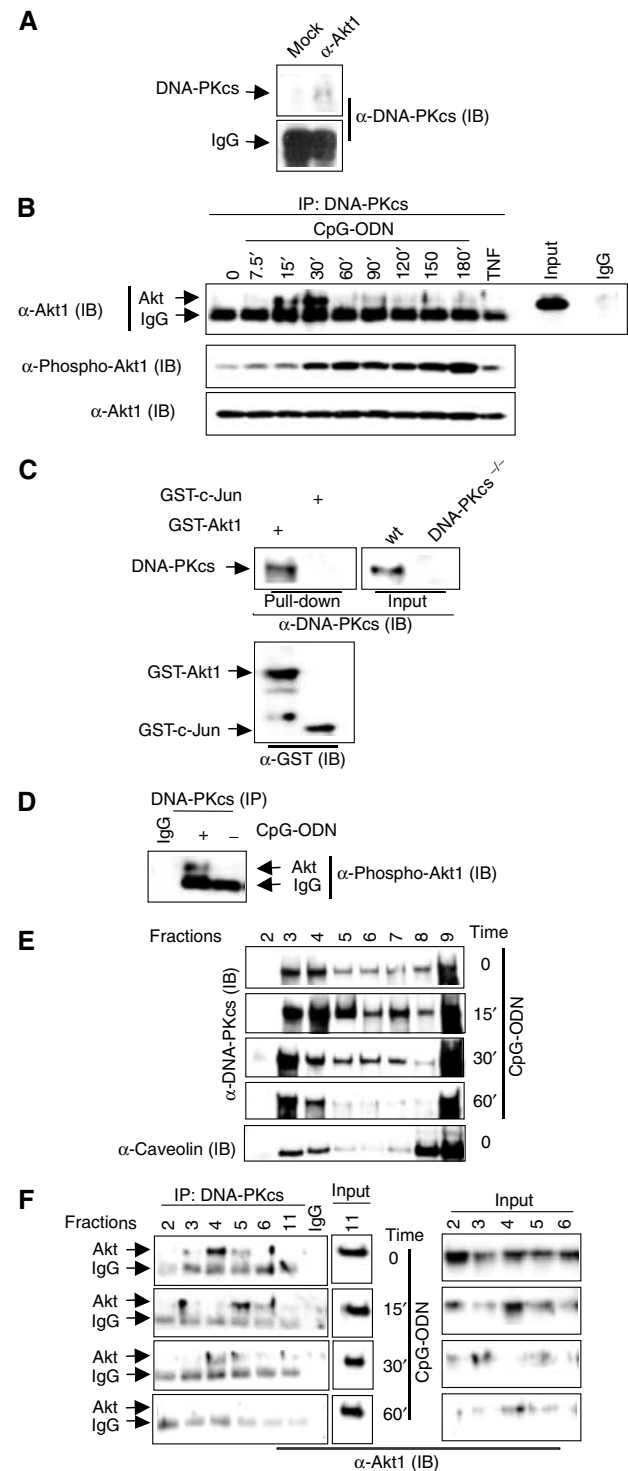 A
Mock
α-Akt1
DNA-PKcs
IgG
α-DNA-PKcs (IB)
B
IP: DNA-PKcs
CpG-ODN
0 7.5′ 15′ 30′ 60′ 90′ 120′ 150 180′ TNF Input IgG
α-Akt1 (IB)
Akt
IgG
α-Phospho-Akt1 (IB)
α-Akt1 (IB)
C
GST-c-Jun +
GST-Akt1 +
wt DNA-PKcs −/−
DNA-PKcs
Pull-down Input
α-DNA-PKcs (IB)
GST-Akt1
GST-c-Jun
α-GST (IB)
D
DNA-PKcs (IP)
IgG + − CpG-ODN
Akt
IgG
α-Phospho-Akt1 (IB)
E
Fractions 2 3 4 5 6 7 8 9 Time
α-DNA-PKcs (IB)
0
15′
30′
60′
CpG-ODN
α-Caveolin (IB) 0
F
IP: DNA-PKcs Input Input
Fractions 2 3 4 5 6 11 IgG 11 Time 2 3 4 5 6
Akt
IgG
0
Akt
IgG
15′
Akt
IgG
30′
Akt
IgG
60′
CpG-ODN
α-Akt1 (IB)